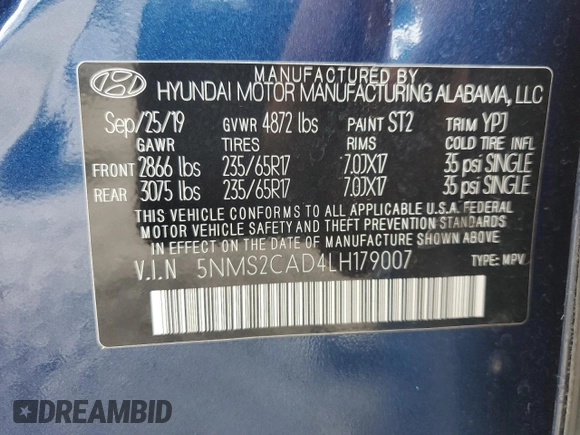 MANUFACTURED BY
HYUNDAI MOTOR MANUFACTURING ALABAMA, LLC
Sep/25/19 GVWR 4872 lbs PAINT ST2 TRIM YPJ
GAWR TIRES RIMS COLD TIRE INFL
FRONT 2866 lbs 235/65R17 7.0JX17 35 psi SINGLE
REAR 3075 lbs 235/65R17 7.0JX17 35 psi SINGLE
THIS VEHICLE CONFORMS TO ALL APPLICABLE U.S.A. FEDERAL
MOTOR VEHICLE SAFETY AND THEFT PREVENTION STANDARDS
IN EFFECT ON THE DATE OF MANUFACTURE SHOWN ABOVE.
V.I.N 5NMS2CAD4LH179007 TYPE: MPV
DREAMBID